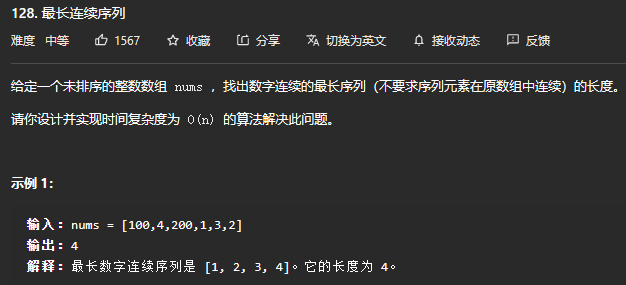 128. 最长连续序列
难度 中等 1567 收藏 分享 切换为英文 接收动态 反馈
给定一个未排序的整数数组 nums ，找出数字连续的最长序列（不要求序列元素在原数组中连续）的长度。
请你设计并实现时间复杂度为 O(n) 的算法解决此问题。
示例 1：
输入：nums = [100,4,200,1,3,2]
输出：4
解释：最长数字连续序列是 [1, 2, 3, 4]。它的长度为 4。